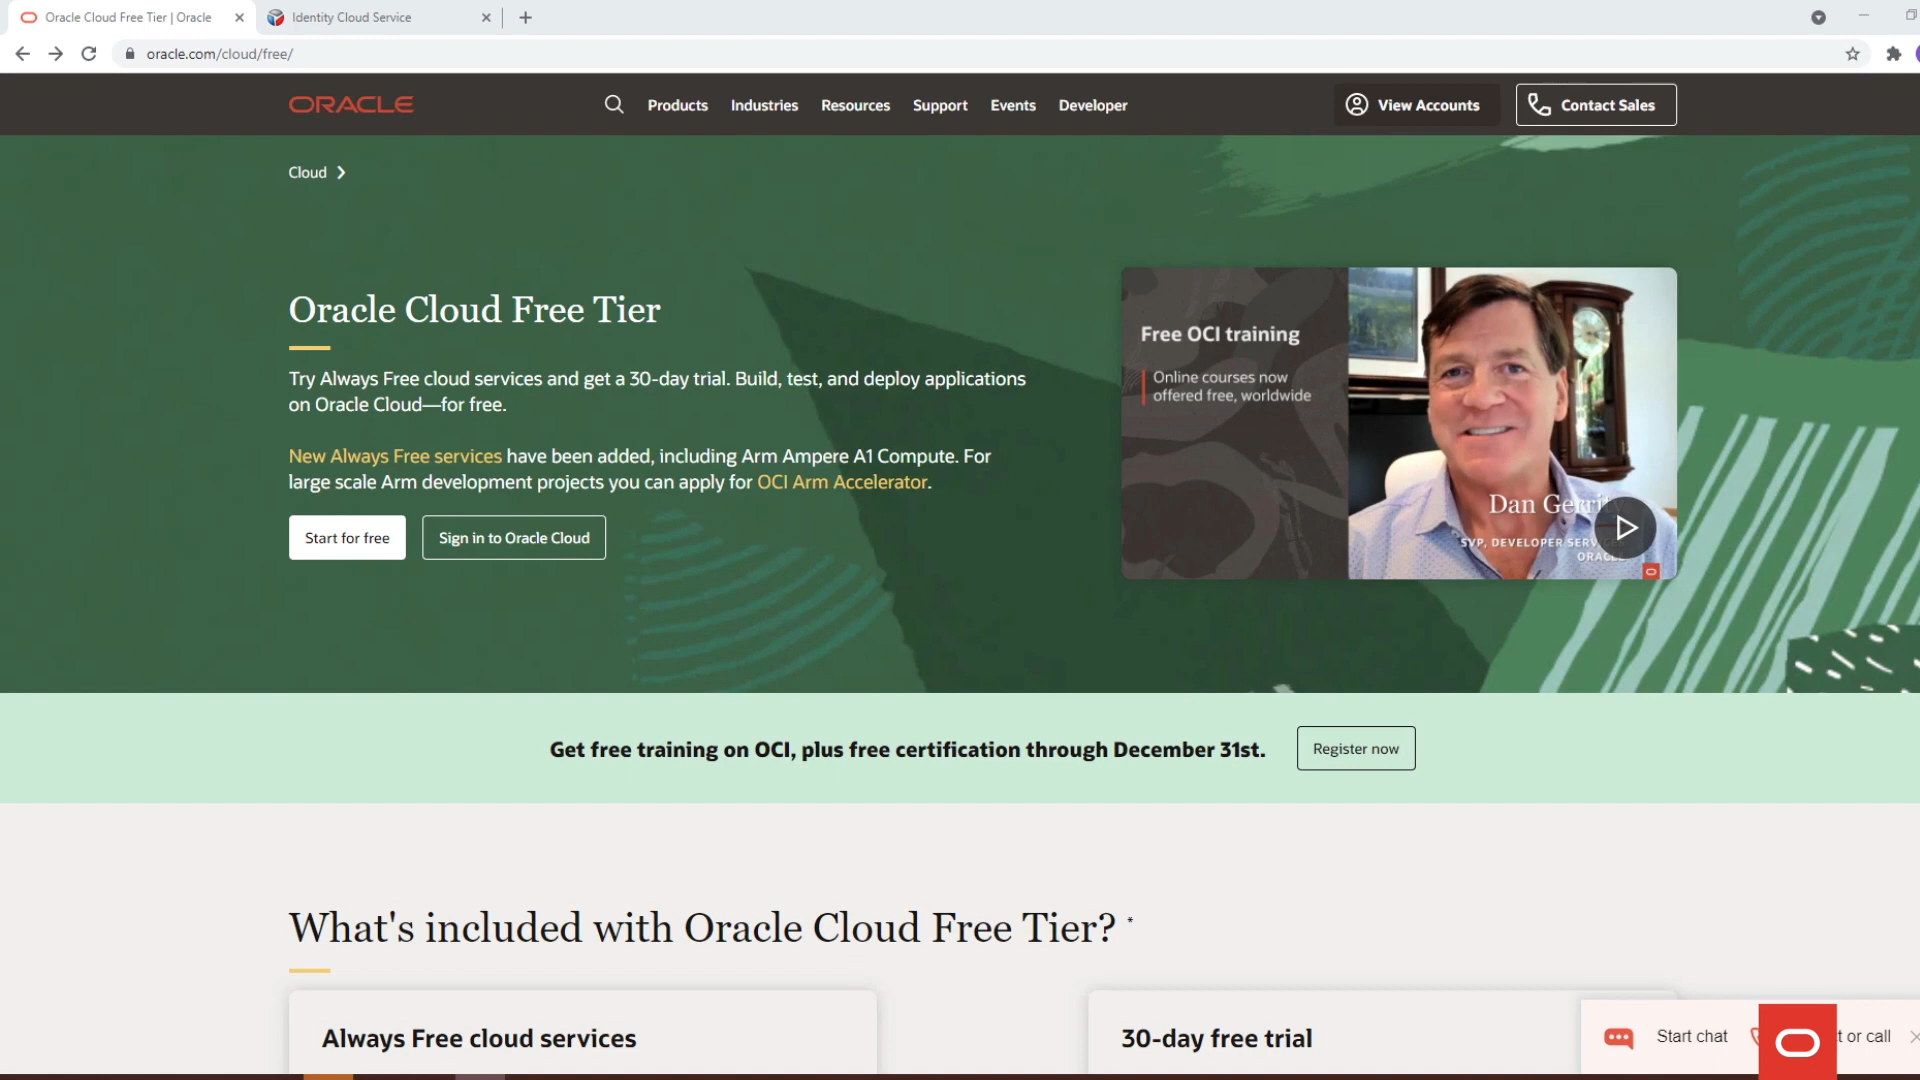 Oracle Cloud Free Tier | Oracle
Identity Cloud Service
oracle.com/cloud/free/
ORACLE
Products
Industries
Resources
Support
Events
Developer
View Accounts
Contact Sales
Cloud
Oracle Cloud Free Tier
Try Always Free cloud services and get a 30-day trial. Build, test, and deploy applications
on Oracle Cloud—for free.
New Always Free services have been added, including Arm Ampere A1 Compute. For
large scale Arm development projects you can apply for OCI Arm Accelerator.
Start for free
Sign in to Oracle Cloud
Free OCI training
Online courses now
offered free, worldwide
Dan
SVP, DEVELOPER
Get free training on OCI, plus free certification through December 31st.
Register now
What's included with Oracle Cloud Free Tier? *
Always Free cloud services
30-day free trial
Start chat
or call